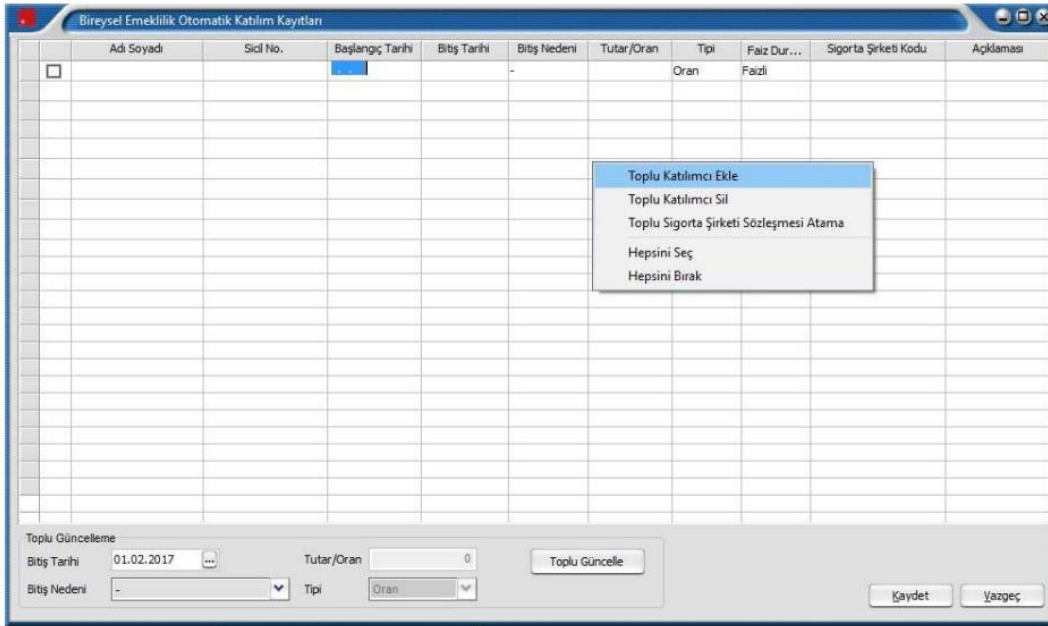 Bireysel Emeklilik Otomatik Katılım Kayıtları
Adı Soyadı Sicil No. Başlangıç Tarihi Bitiş Tarihi Bitiş Nedeni Tutar/Oran Tipi Faiz Dur... Sigorta Şirketi Kodu Açıklaması
. . - Oran Faizli
Toplu Katılımcı Ekle
Toplu Katılımcı Sil
Toplu Sigorta Şirketi Sözleşmesi Atama
Hepsini Seç
Hepsini Bırak
Toplu Güncelleme
Bitiş Tarihi 01.02.2017 ... Tutar/Oran 0 Toplu Güncelle
Bitiş Nedeni - Tipi Oran
Kaydet Vazgeç